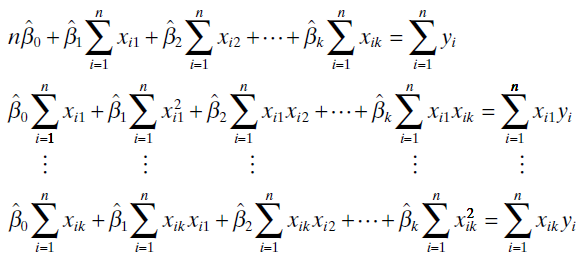 nβ̂₀ + β̂₁ ∑ᵢ₌₁ⁿ xᵢ₁ + β̂₂ ∑ᵢ₌₁ⁿ xᵢ₂ + ⋯ + β̂ₖ ∑ᵢ₌₁ⁿ xᵢₖ = ∑ᵢ₌₁ⁿ yᵢ
β̂₀ ∑ᵢ₌₁ⁿ xᵢ₁ + β̂₁ ∑ᵢ₌₁ⁿ xᵢ₁² + β̂₂ ∑ᵢ₌₁ⁿ xᵢ₁xᵢ₂ + ⋯ + β̂ₖ ∑ᵢ₌₁ⁿ xᵢ₁xᵢₖ = ∑ᵢ₌₁ⁿ xᵢ₁yᵢ
⋮ ⋮ ⋮ ⋮ ⋮
β̂₀ ∑ᵢ₌₁ⁿ xᵢₖ + β̂₁ ∑ᵢ₌₁ⁿ xᵢₖxᵢ₁ + β̂₂ ∑ᵢ₌₁ⁿ xᵢₖxᵢ₂ + ⋯ + β̂ₖ ∑ᵢ₌₁ⁿ xᵢₖ² = ∑ᵢ₌₁ⁿ xᵢₖyᵢ